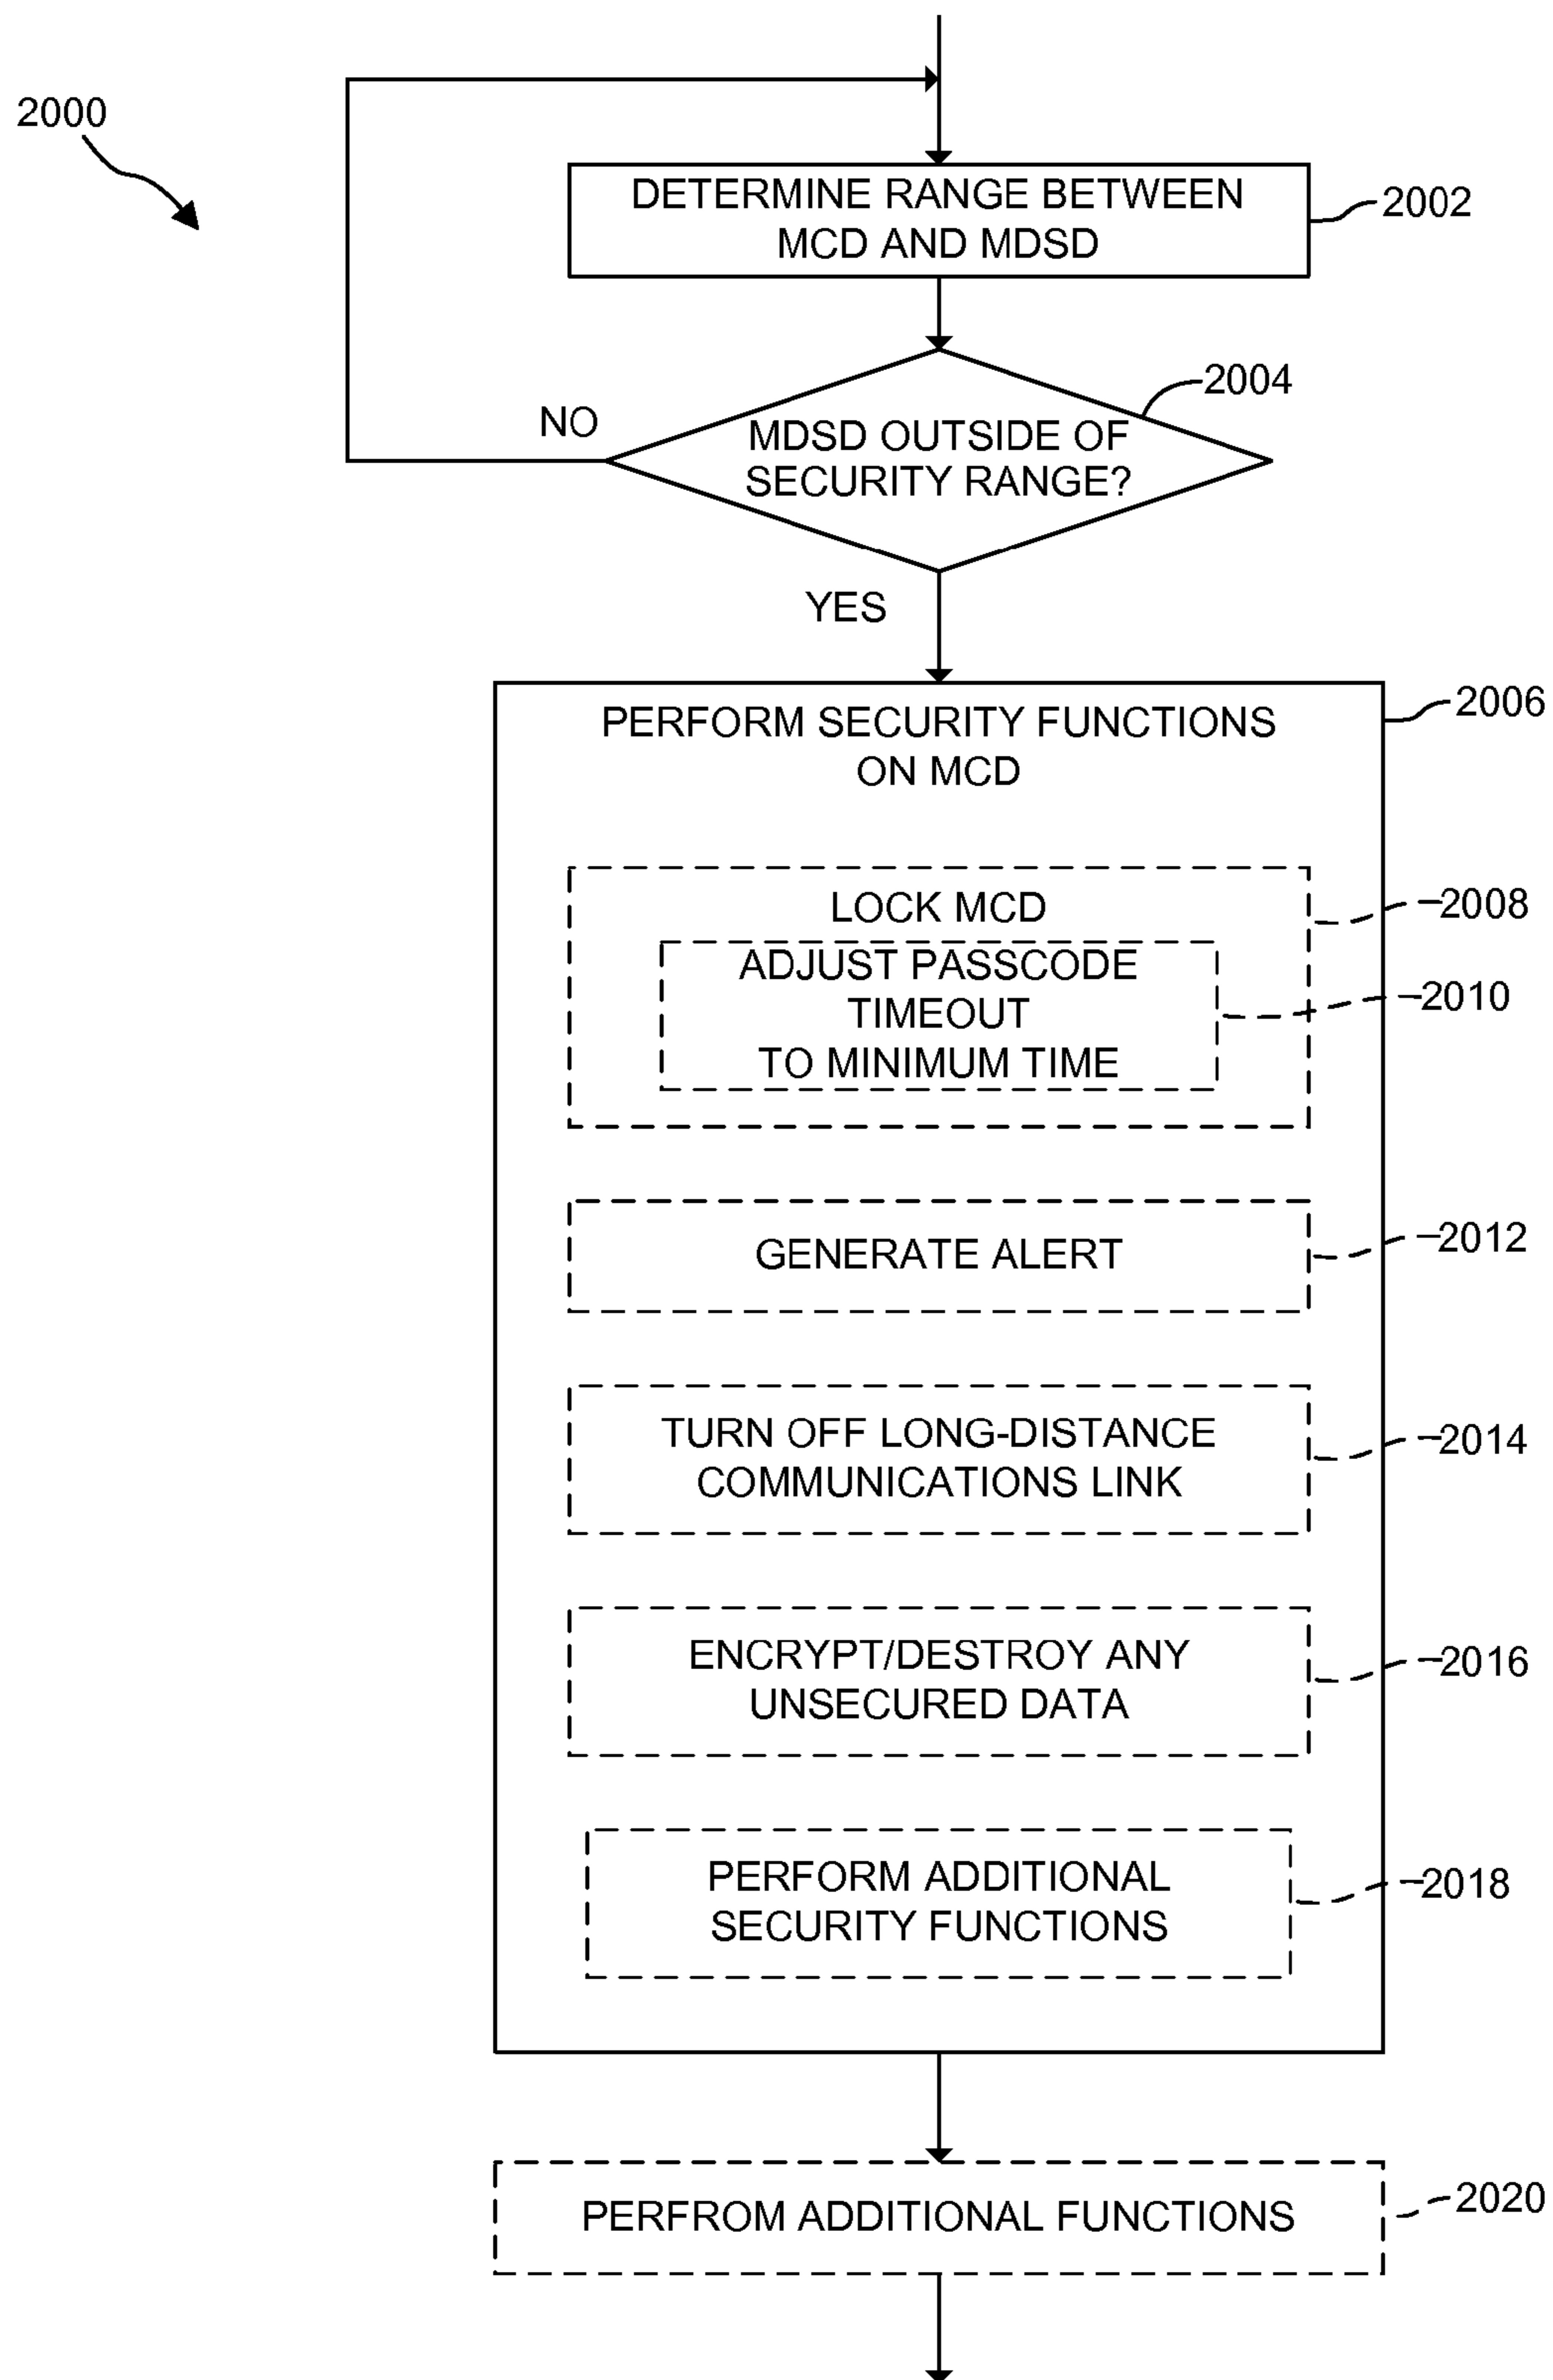 2000
DETERMINE RANGE BETWEEN
MCD AND MDSD
2002
2004
NO
MDSD OUTSIDE OF
SECURITY RANGE?
YES
2006
PERFORM SECURITY FUNCTIONS
ON MCD
LOCK MCD
2008
ADJUST PASSCODE
TIMEOUT
TO MINIMUM TIME
2010
GENERATE ALERT
2012
TURN OFF LONG-DISTANCE
COMMUNICATIONS LINK
2014
ENCRYPT/DESTROY ANY
UNSECURED DATA
2016
PERFORM ADDITIONAL
SECURITY FUNCTIONS
2018
PERFROM ADDITIONAL FUNCTIONS
2020